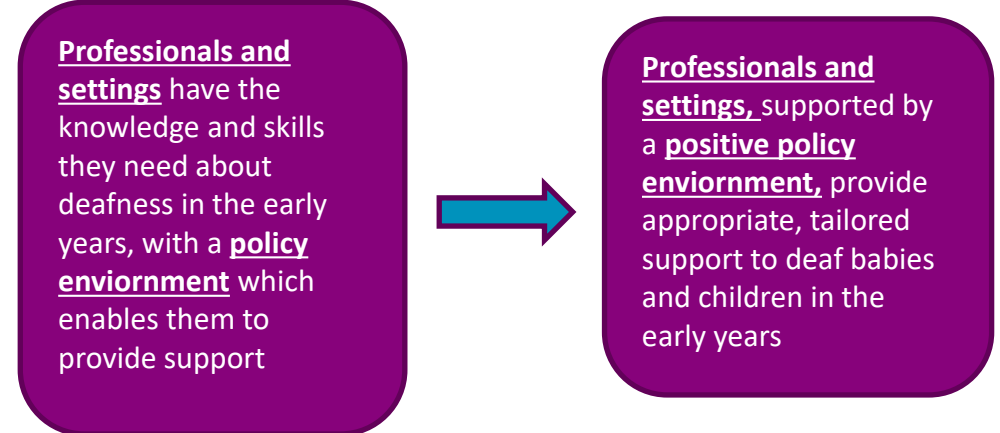 Professionals and
settings have the
knowledge and skills
they need about
deafness in the early
years, with a policy
enviornment which
enables them to
provide support
Professionals and
settings, supported by
a positive policy
enviornment, provide
appropriate, tailored
support to deaf babies
and children in the
early years